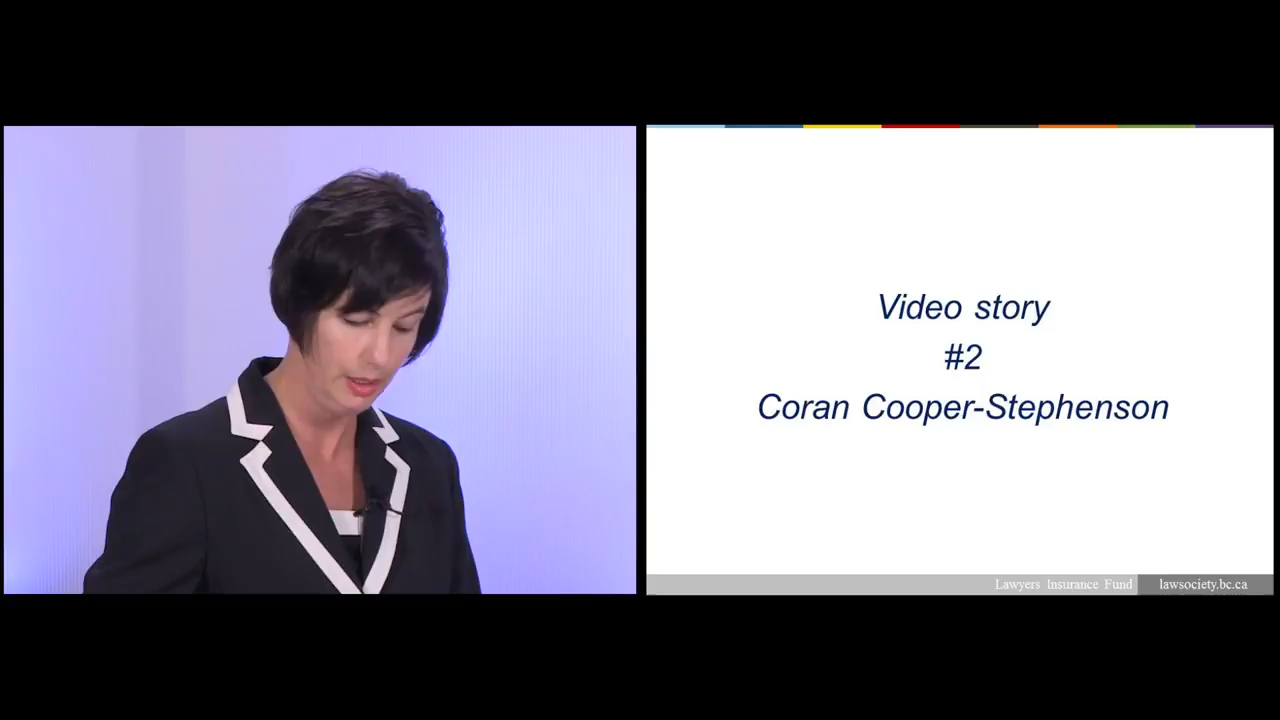 Video story
#2
Coran Cooper-Stephenson
Lawyers Insurance Fund
lawsociety.bc.ca